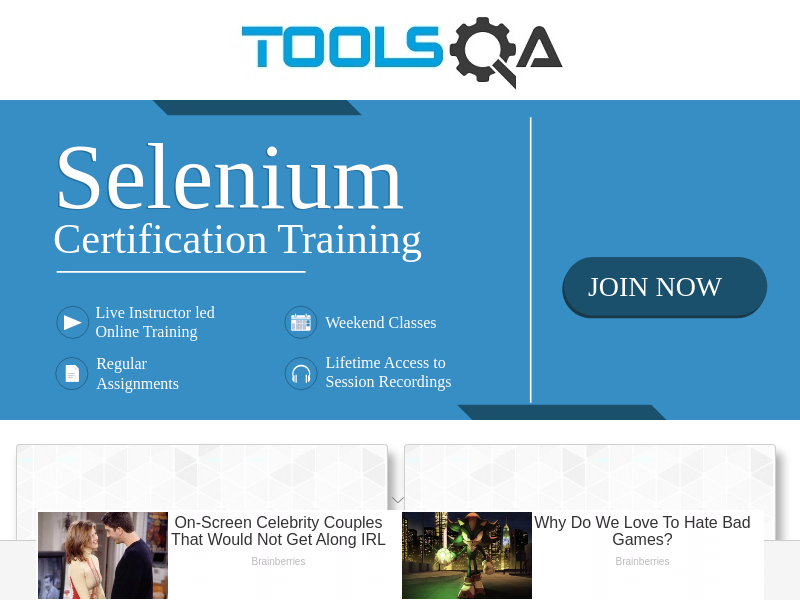 TOOLSQA
Selenium
Certification Training
JOIN NOW
Live Instructor led
Online Training
Weekend Classes
Regular
Assignments
Lifetime Access to
Session Recordings
On-Screen Celebrity Couples
That Would Not Get Along IRL
Brainberries
Why Do We Love To Hate Bad
Games?
Brainberries